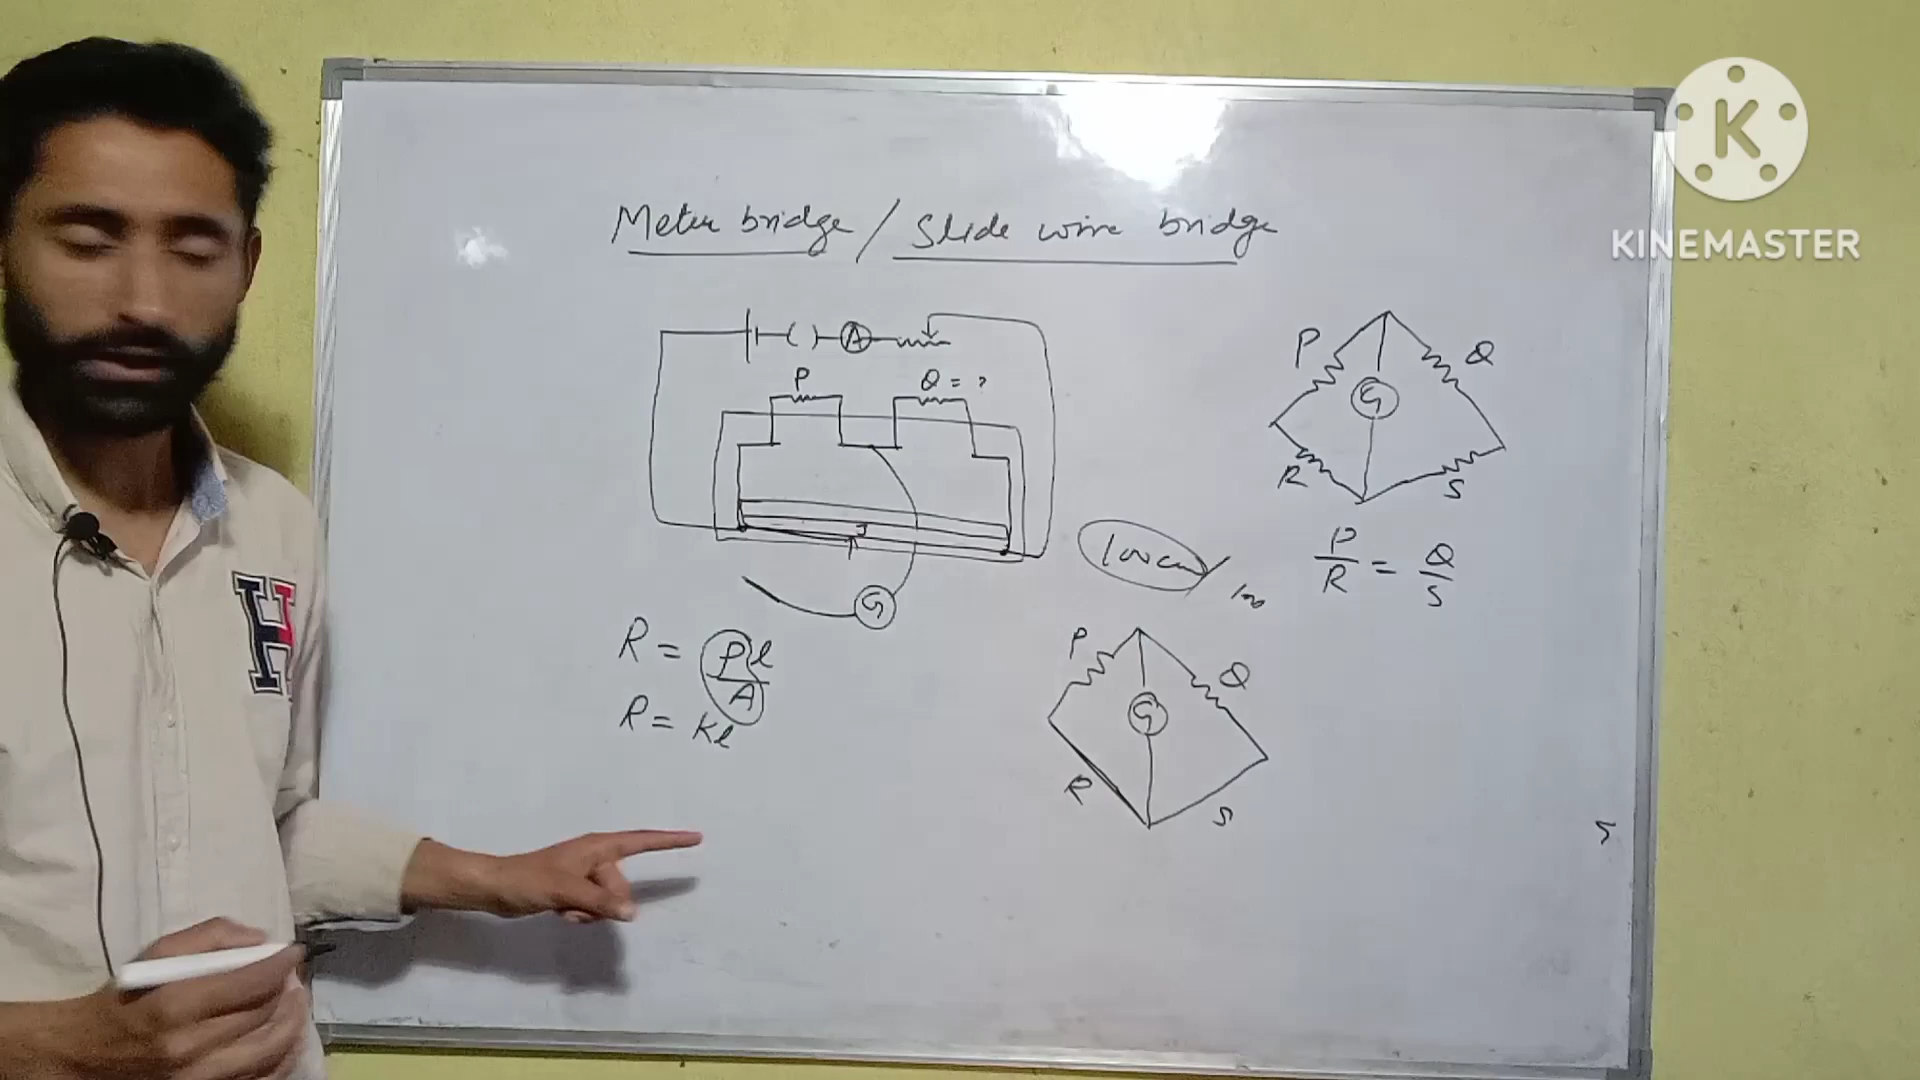 K
KINEMASTER
Meter bridge / Slide wire bridge
A
P
Q = ?
J
G
P
Q
G
R
S
100cm / 100
P/R = Q/S
R = ρl/A
R = Kl
P
Q
G
R
S
S
H